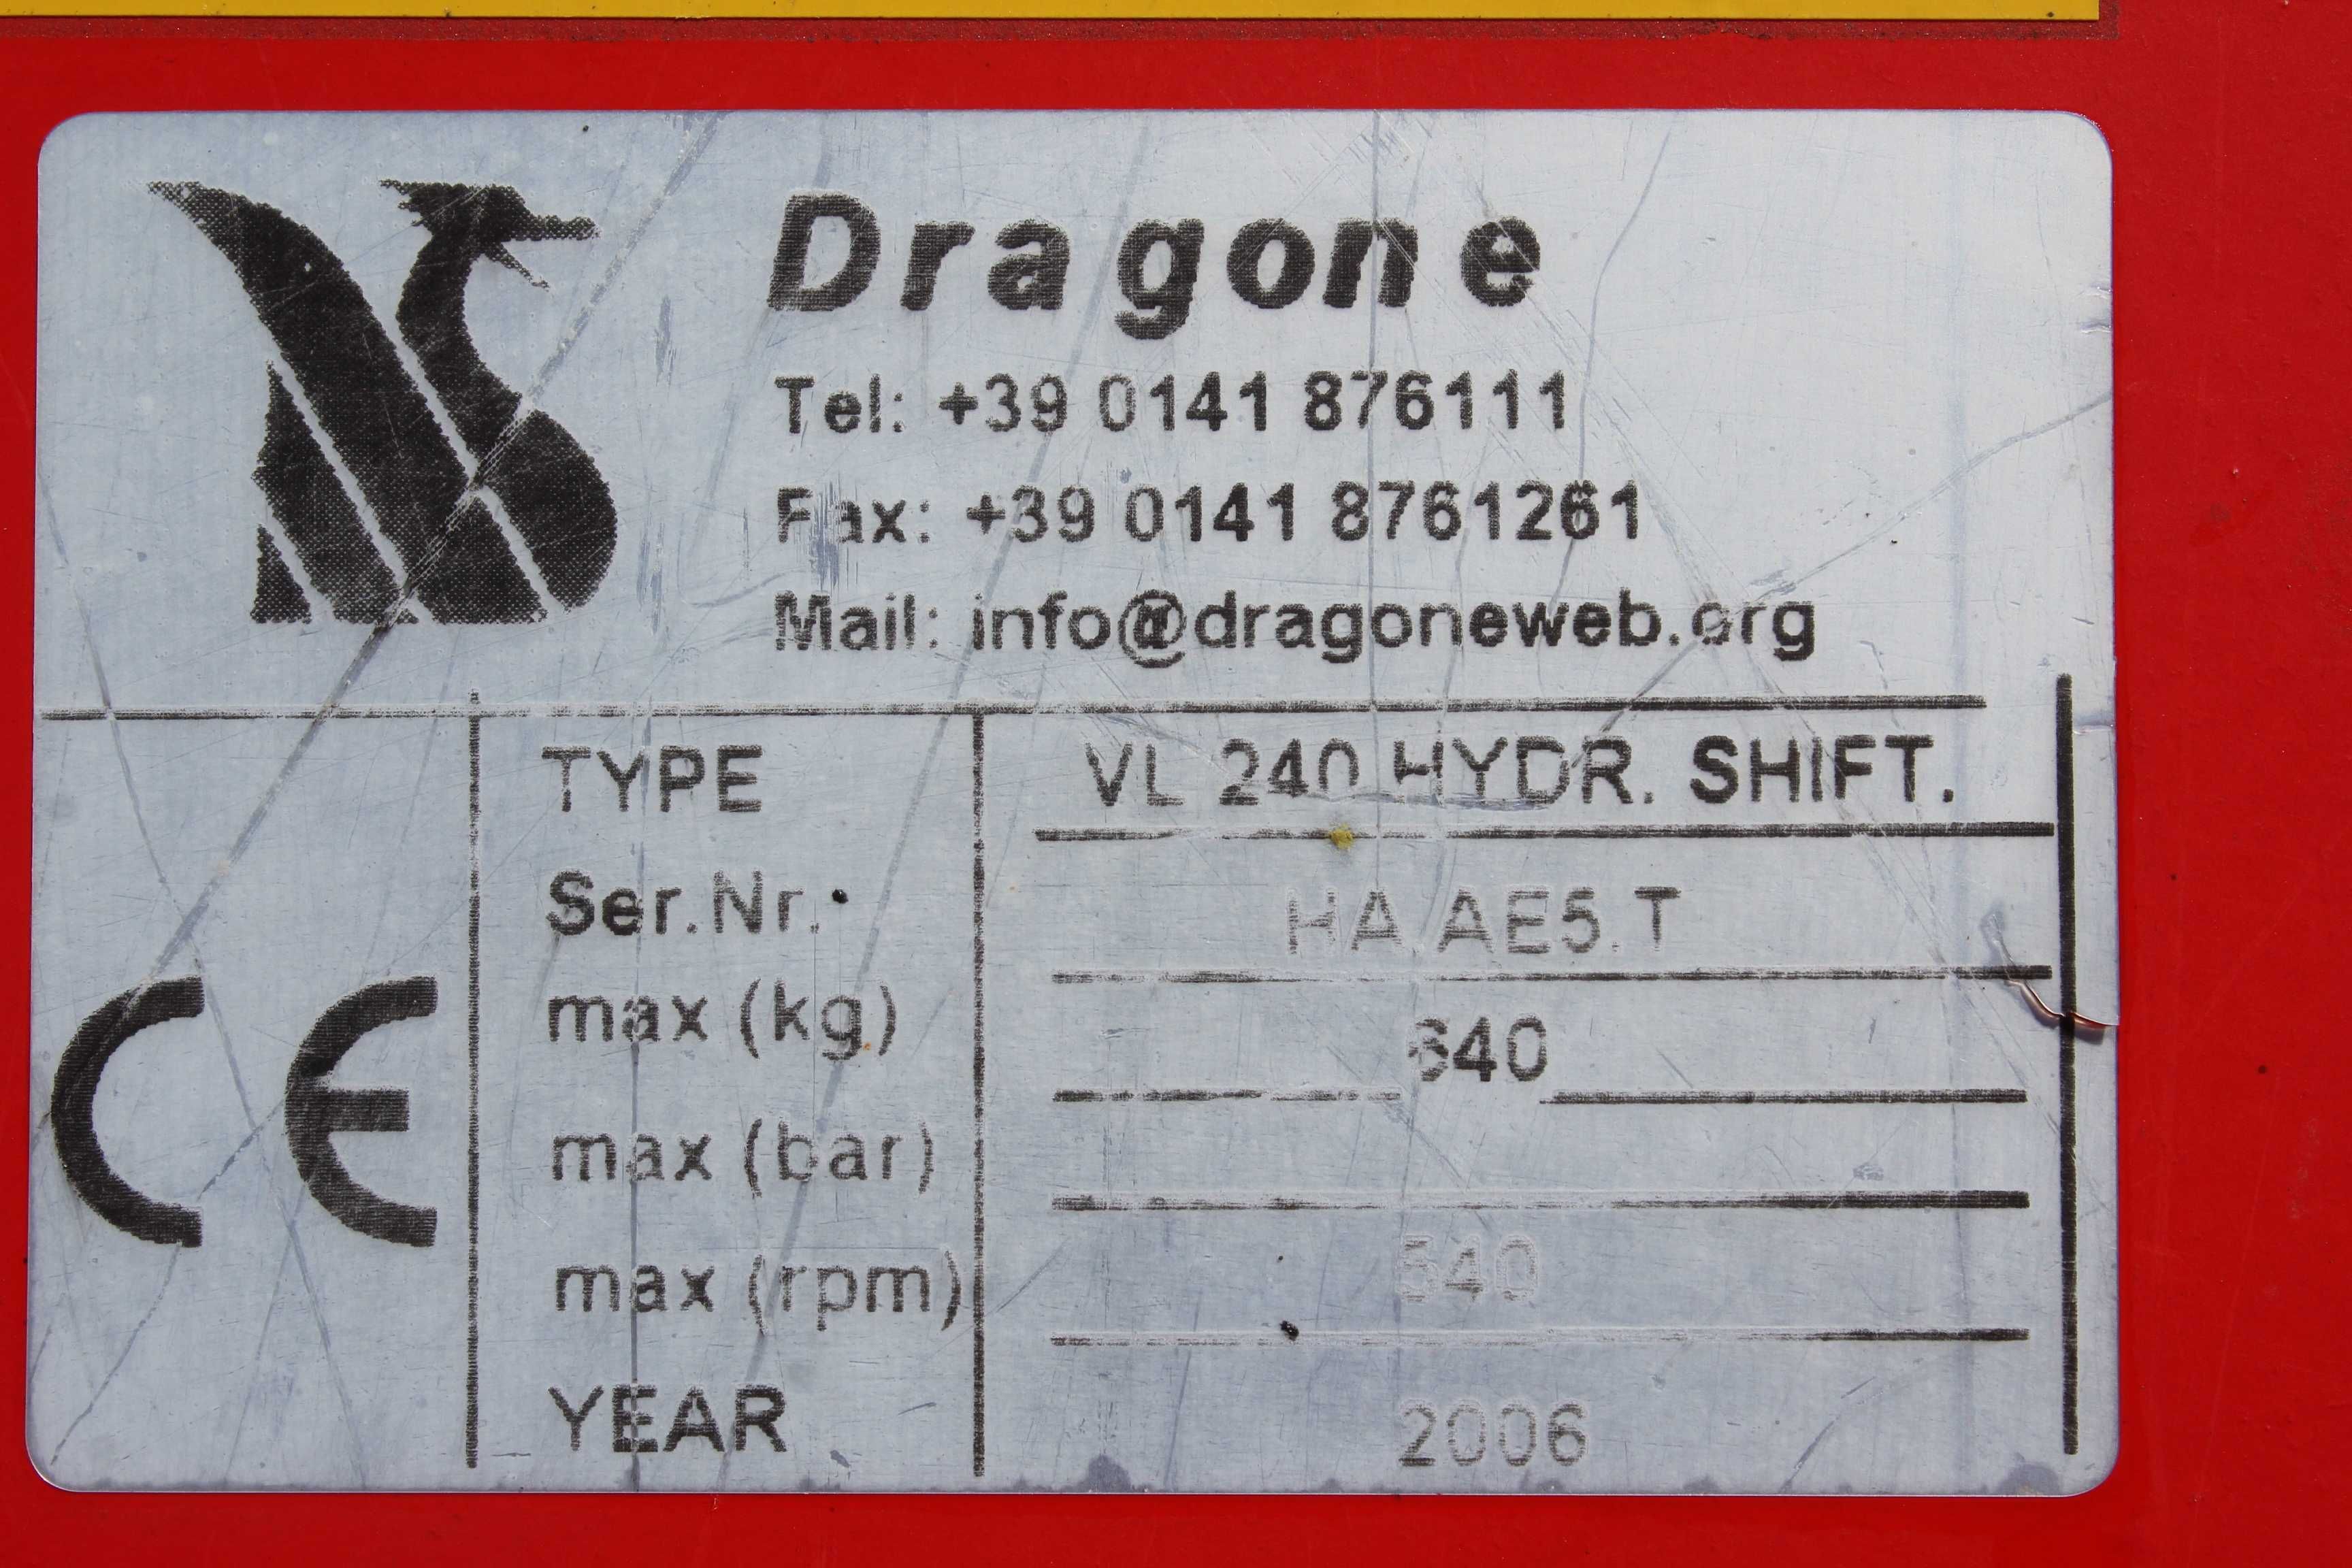 Dragone
Tel: +39 0141 876111
Fax: +39 0141 8761261
Mail: info@dragoneweb.org
CE
TYPE VL 240 HYDR. SHIFT.
Ser.Nr.: HA.AE5.T
max (kg) 640
max (bar)
max (rpm) 540
YEAR 2006